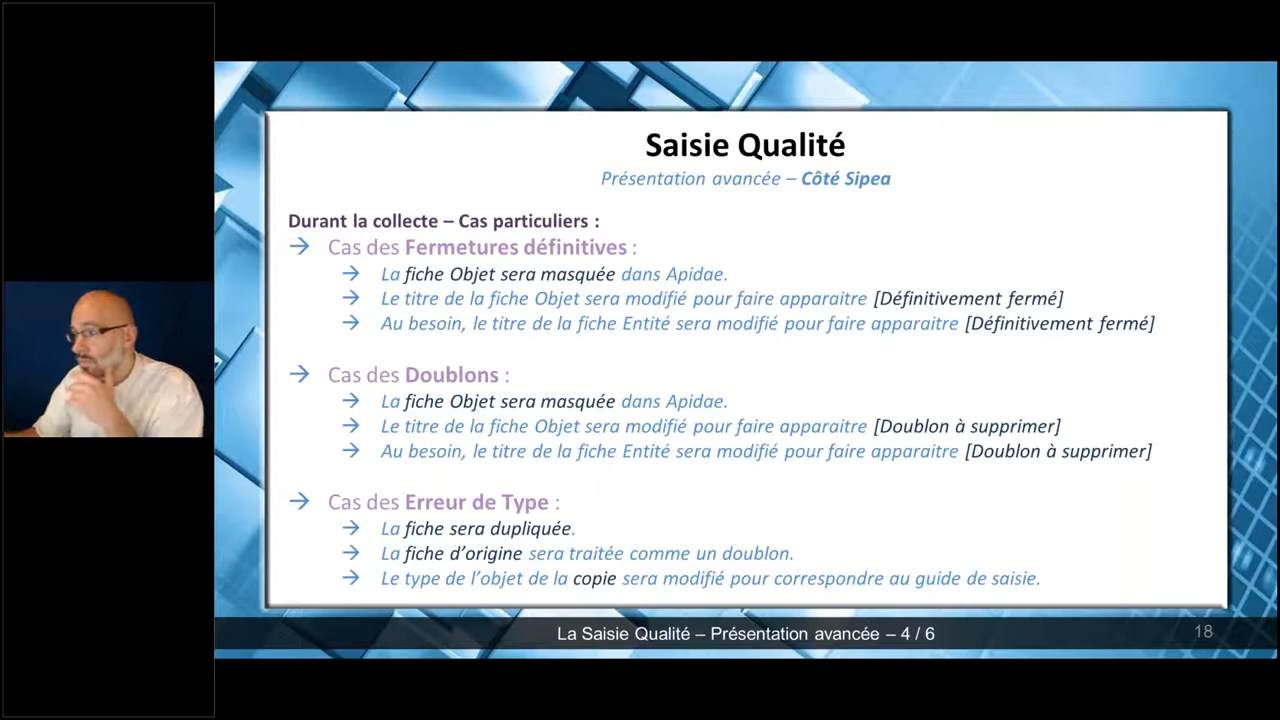 Saisie Qualité
Présentation avancée – Côté Sipea
Durant la collecte – Cas particuliers :
→ Cas des Fermetures définitives :
→ La fiche Objet sera masquée dans Apidae.
→ Le titre de la fiche Objet sera modifié pour faire apparaitre [Définitivement fermé]
→ Au besoin, le titre de la fiche Entité sera modifié pour faire apparaitre [Définitivement fermé]
→ Cas des Doublons :
→ La fiche Objet sera masquée dans Apidae.
→ Le titre de la fiche Objet sera modifié pour faire apparaitre [Doublon à supprimer]
→ Au besoin, le titre de la fiche Entité sera modifié pour faire apparaitre [Doublon à supprimer]
→ Cas des Erreur de Type :
→ La fiche sera dupliquée.
→ La fiche d’origine sera traitée comme un doublon.
→ Le type de l’objet de la copie sera modifié pour correspondre au guide de saisie.
La Saisie Qualité – Présentation avancée – 4 / 6
18